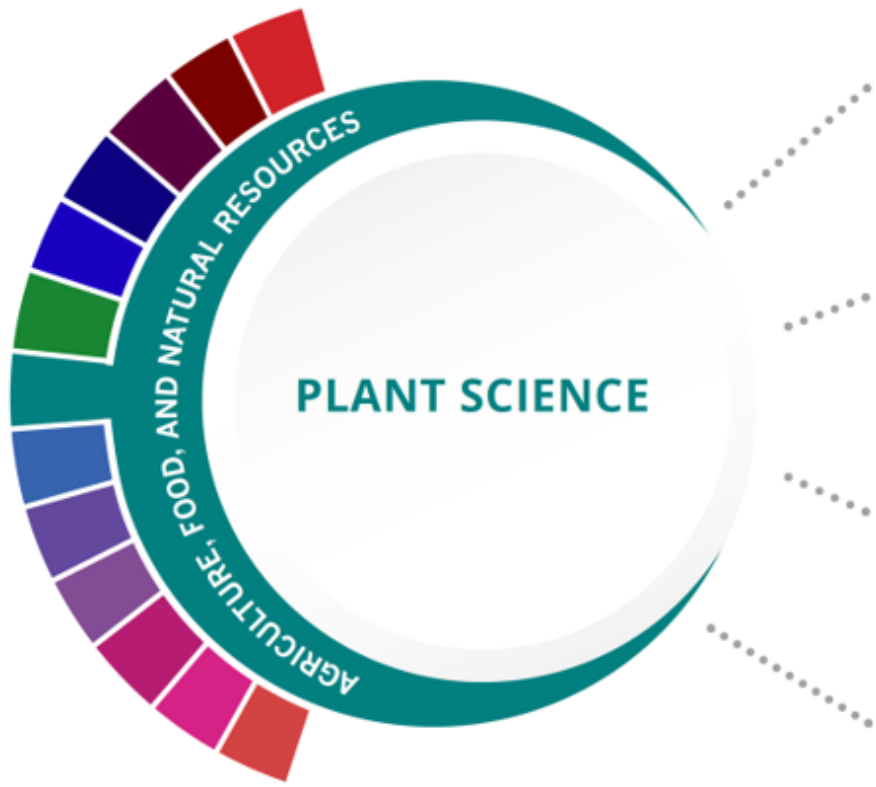 AGRICULTURE, FOOD, AND NATURAL RESOURCES
PLANT SCIENCE